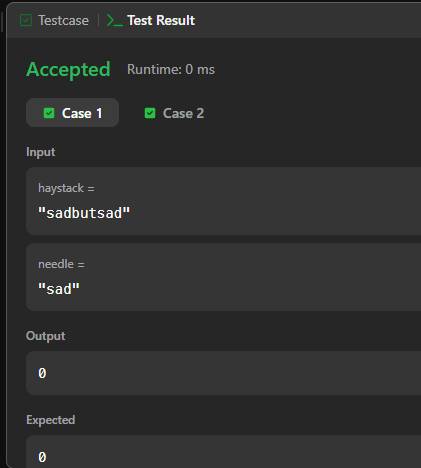 Testcase | >_ Test Result
Accepted Runtime: 0 ms
Case 1 Case 2
Input
haystack =
"sadbutsad"
needle =
"sad"
Output
0
Expected
0